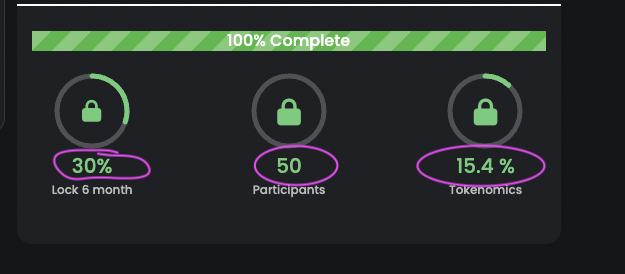 100% Complete
30%
50
15.4 %
Lock 6 month
Participants
Tokenomics